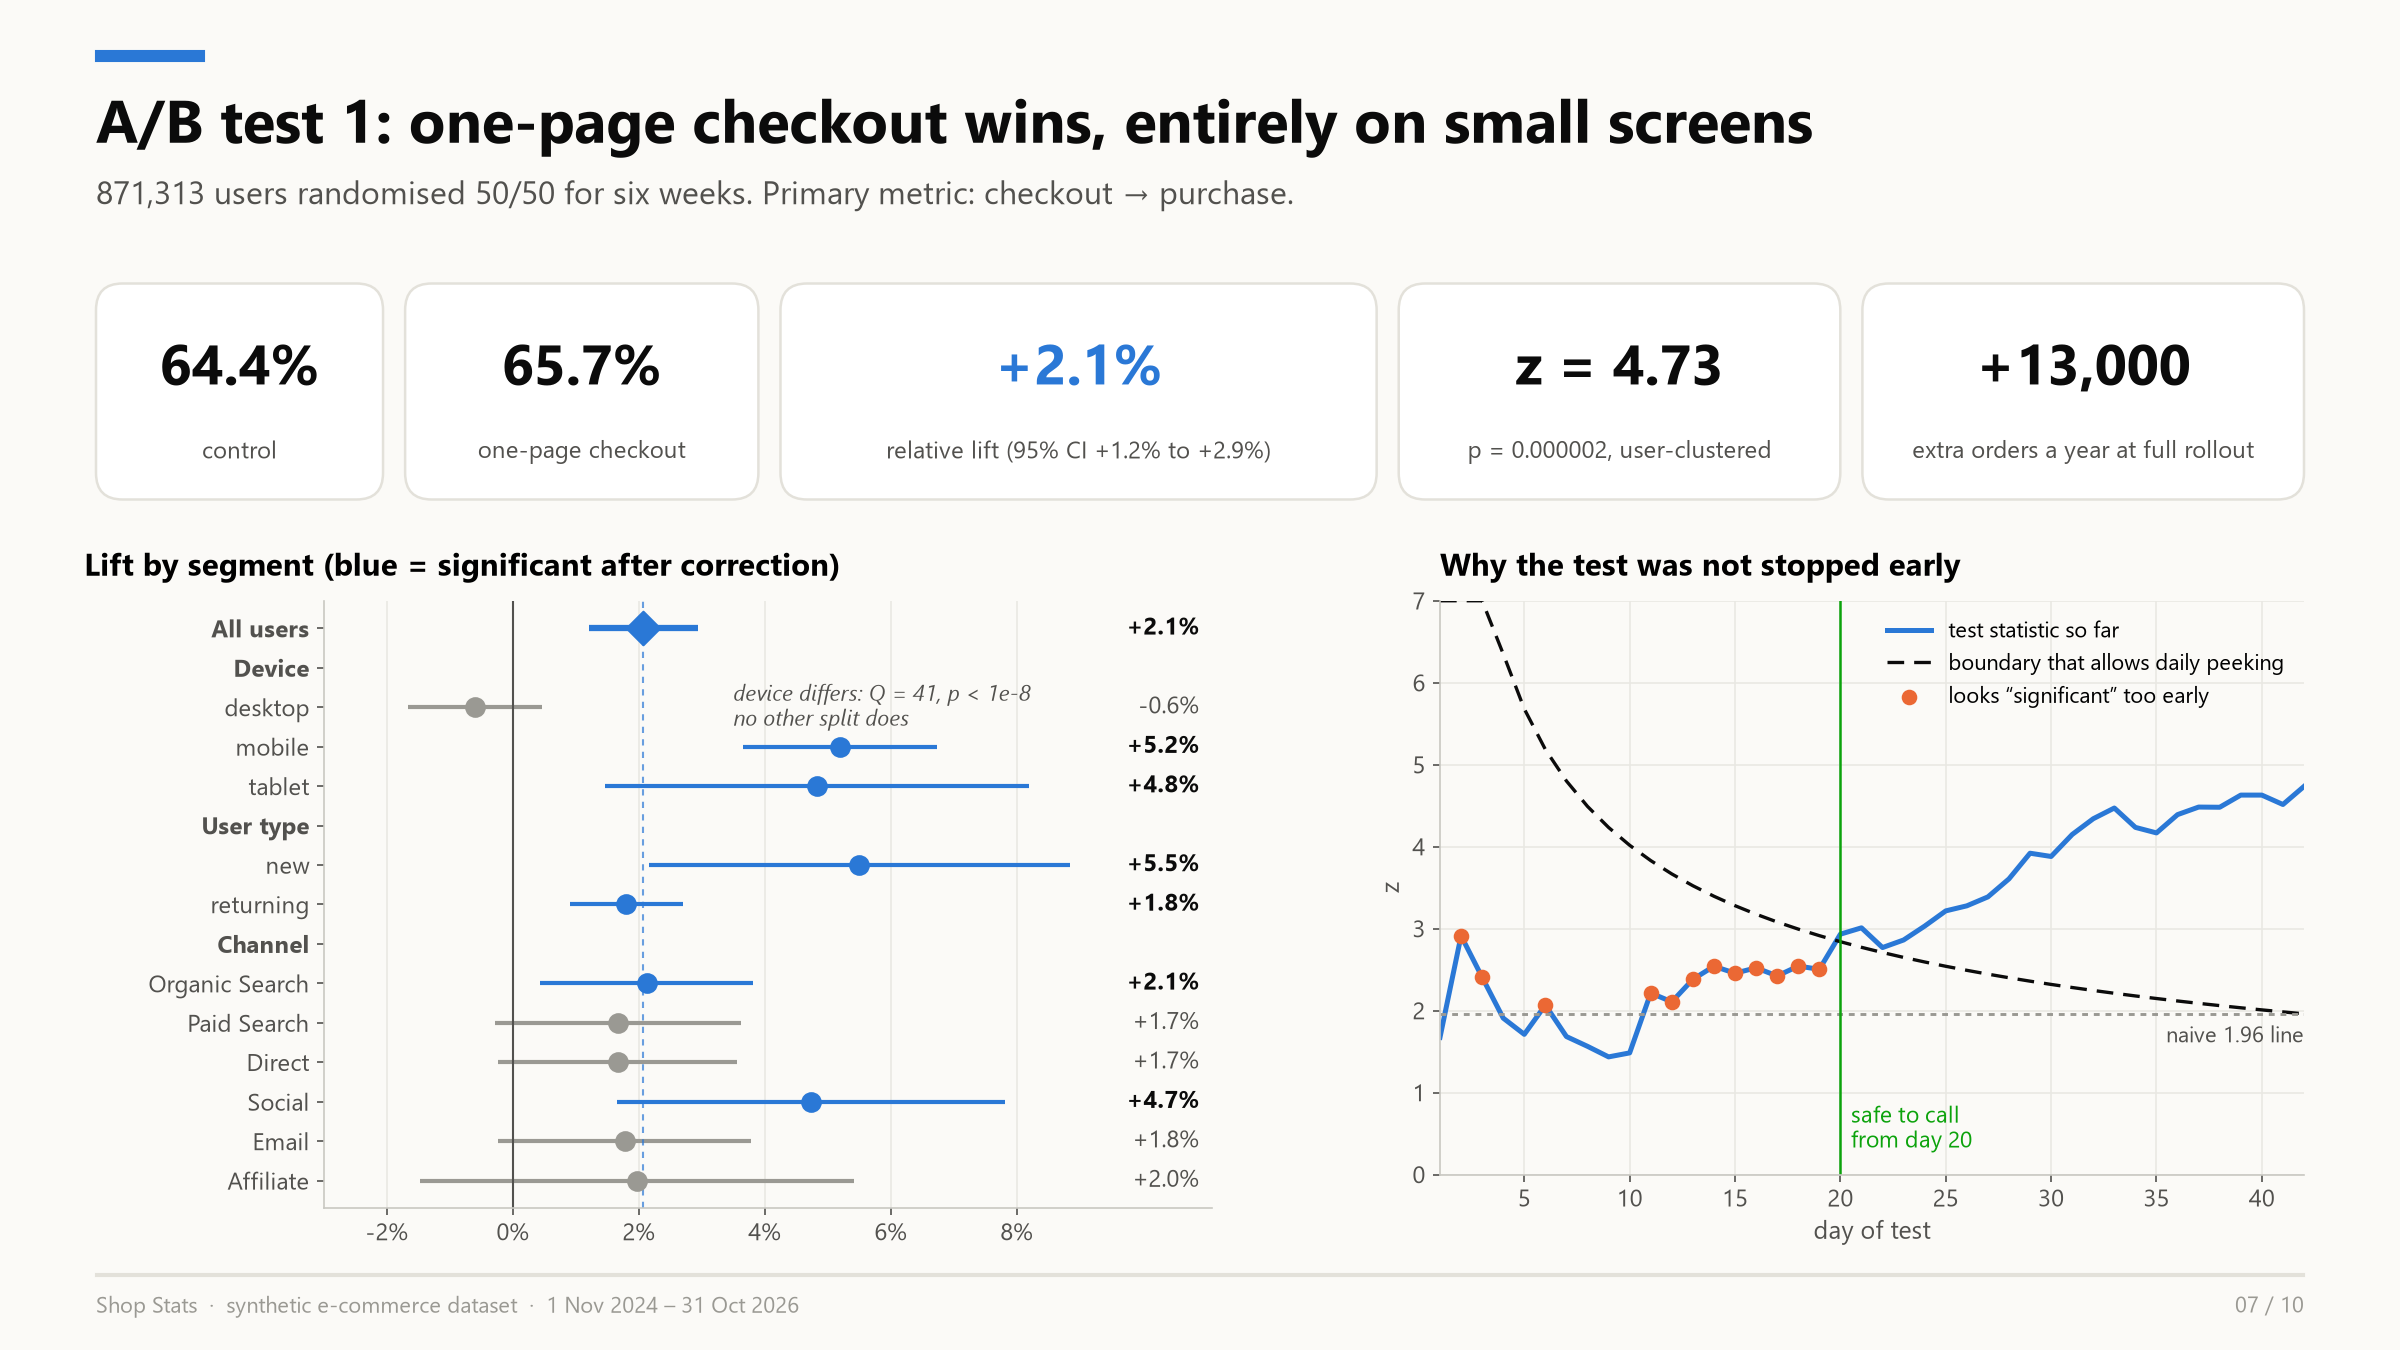 A/B test 1: one-page checkout wins, entirely on small screens
871,313 users randomised 50/50 for six weeks. Primary metric: checkout → purchase.
64.4%
control
65.7%
one-page checkout
+2.1%
relative lift (95% CI +1.2% to +2.9%)
z = 4.73
p = 0.000002, user-clustered
+13,000
extra orders a year at full rollout
Lift by segment (blue = significant after correction)
All users +2.1%
Device
device differs: Q = 41, p < 1e-8
no other split does
desktop -0.6%
mobile +5.2%
tablet +4.8%
User type
new +5.5%
returning +1.8%
Channel
Organic Search +2.1%
Paid Search +1.7%
Direct +1.7%
Social +4.7%
Email +1.8%
Affiliate +2.0%
-2% 0% 2% 4% 6% 8%
Why the test was not stopped early
7
6
5
4
3
2
1
0
z
test statistic so far
boundary that allows daily peeking
looks “significant” too early
naive 1.96 line
safe to call
from day 20
5 10 15 20 25 30 35 40
day of test
Shop Stats · synthetic e-commerce dataset · 1 Nov 2024 – 31 Oct 2026
07 / 10